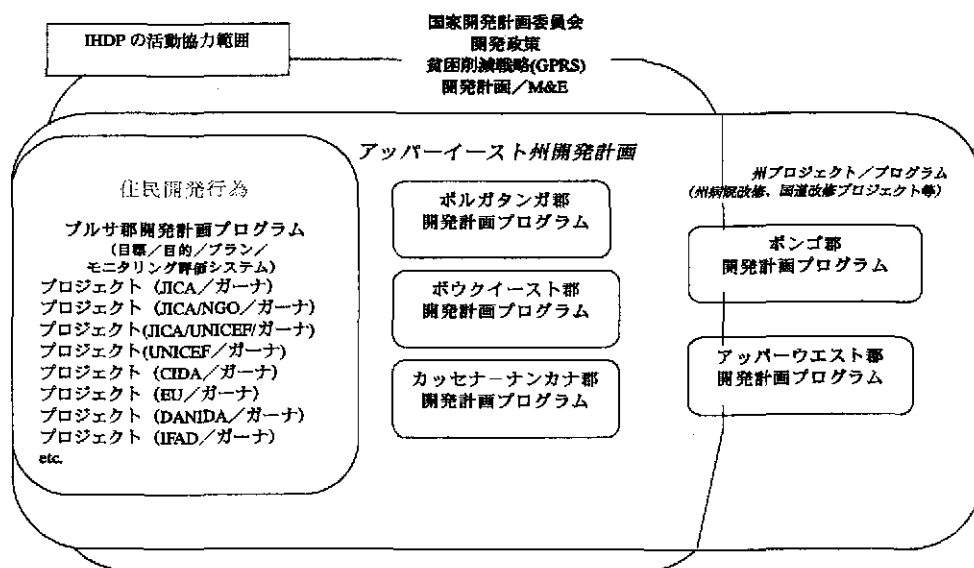 IHDP の活動協力範囲
国家開発計画委員会
開発政策
貧困削減戦略(GPRS)
開発計画／M&E
アッパーイースト州開発計画
住民開発行為
ブルサ郡開発計画プログラム
(目標／目的／プラン／
モニタリング評価システム)
プロジェクト（JICA／ガーナ）
プロジェクト（JICA/NGO／ガーナ）
プロジェクト(JICA/UNICEF/ガーナ)
プロジェクト(UNICEF／ガーナ)
プロジェクト（CIDA／ガーナ）
プロジェクト（EU／ガーナ）
プロジェクト（DANIDA／ガーナ）
プロジェクト（IFAD／ガーナ）
etc.
ボルガタンガ郡
開発計画プログラム
ボウクイースト郡
開発計画プログラム
カッセナーナンカナ郡
開発計画プログラム
州プロジェクト／プログラム
(州病院改修、国道改修プロジェクト等)
ボンゴ郡
開発計画プログラム
アッパーウエスト郡
開発計画プログラム